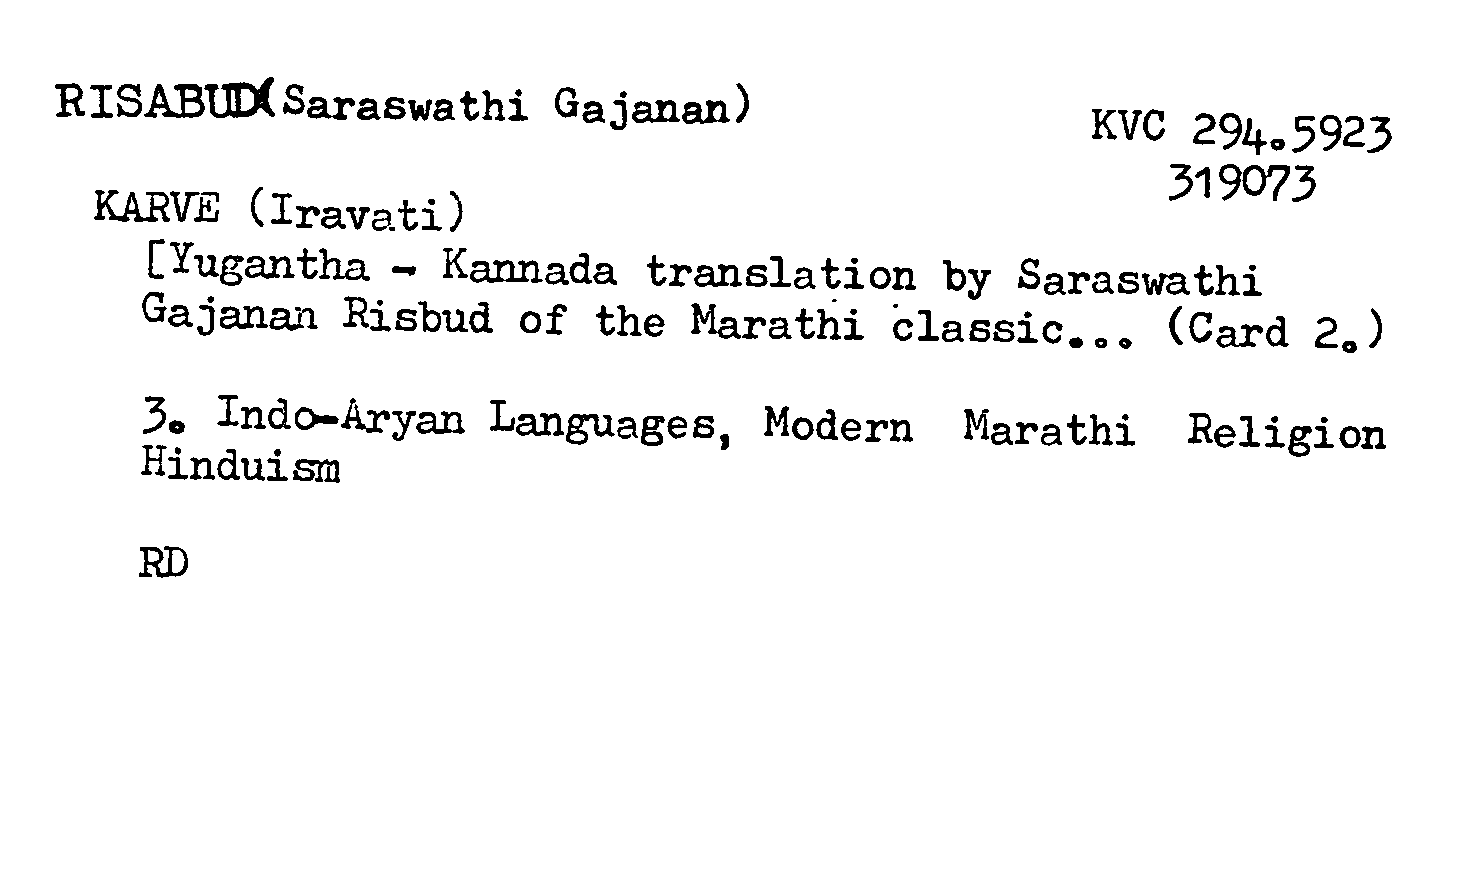 RISABUD(Saraswathi Gajanan)
KVC 294.5923
319073
KARVE (Iravati)
[Yugantha - Kannada translation by Saraswathi
Gajanan Risbud of the Marathi classic... (Card 2.)
3. Indo-Aryan Languages, Modern Marathi Religion
Hinduism
RD